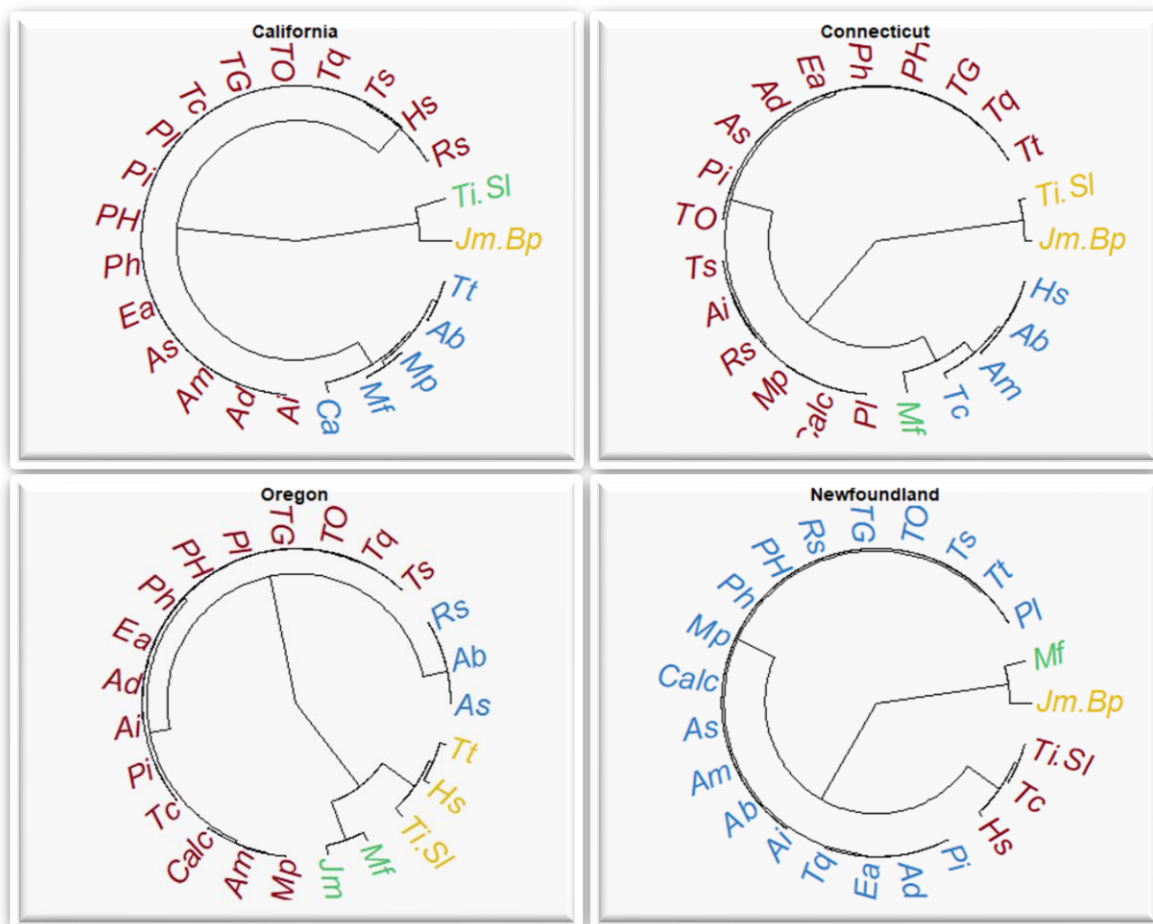 California
TO
Tq
Ts
Hs
Rs
Ti.Sl
Jm.Bp
Tt
Ab
Mp
Mf
Ca
Ai
Ad
Am
As
Ea
Ph
PH
Pi
Pl
Tc
TG
Connecticut
Ph
PH
TG
Tq
Tt
Ti.Sl
Jm.Bp
Hs
Ab
Am
Tc
Mf
Pl
Calc
Mp
Rs
Ai
Ts
TO
Pi
As
Ad
Ea
Oregon
TG
TO
Tq
Ts
Rs
Ab
As
Tt
Hs
Ti.Sl
Mf
Jm
Mp
Am
Calc
Tc
Pi
Ai
Ad
Ea
Ph
PH
Pl
Newfoundland
TG
TO
Ts
Tt
Pl
Mf
Jm.Bp
Ti.Sl
Tc
Hs
Pi
Ad
Ea
Tq
Ai
Ab
Am
As
Calc
Mp
Ph
PH
Rs